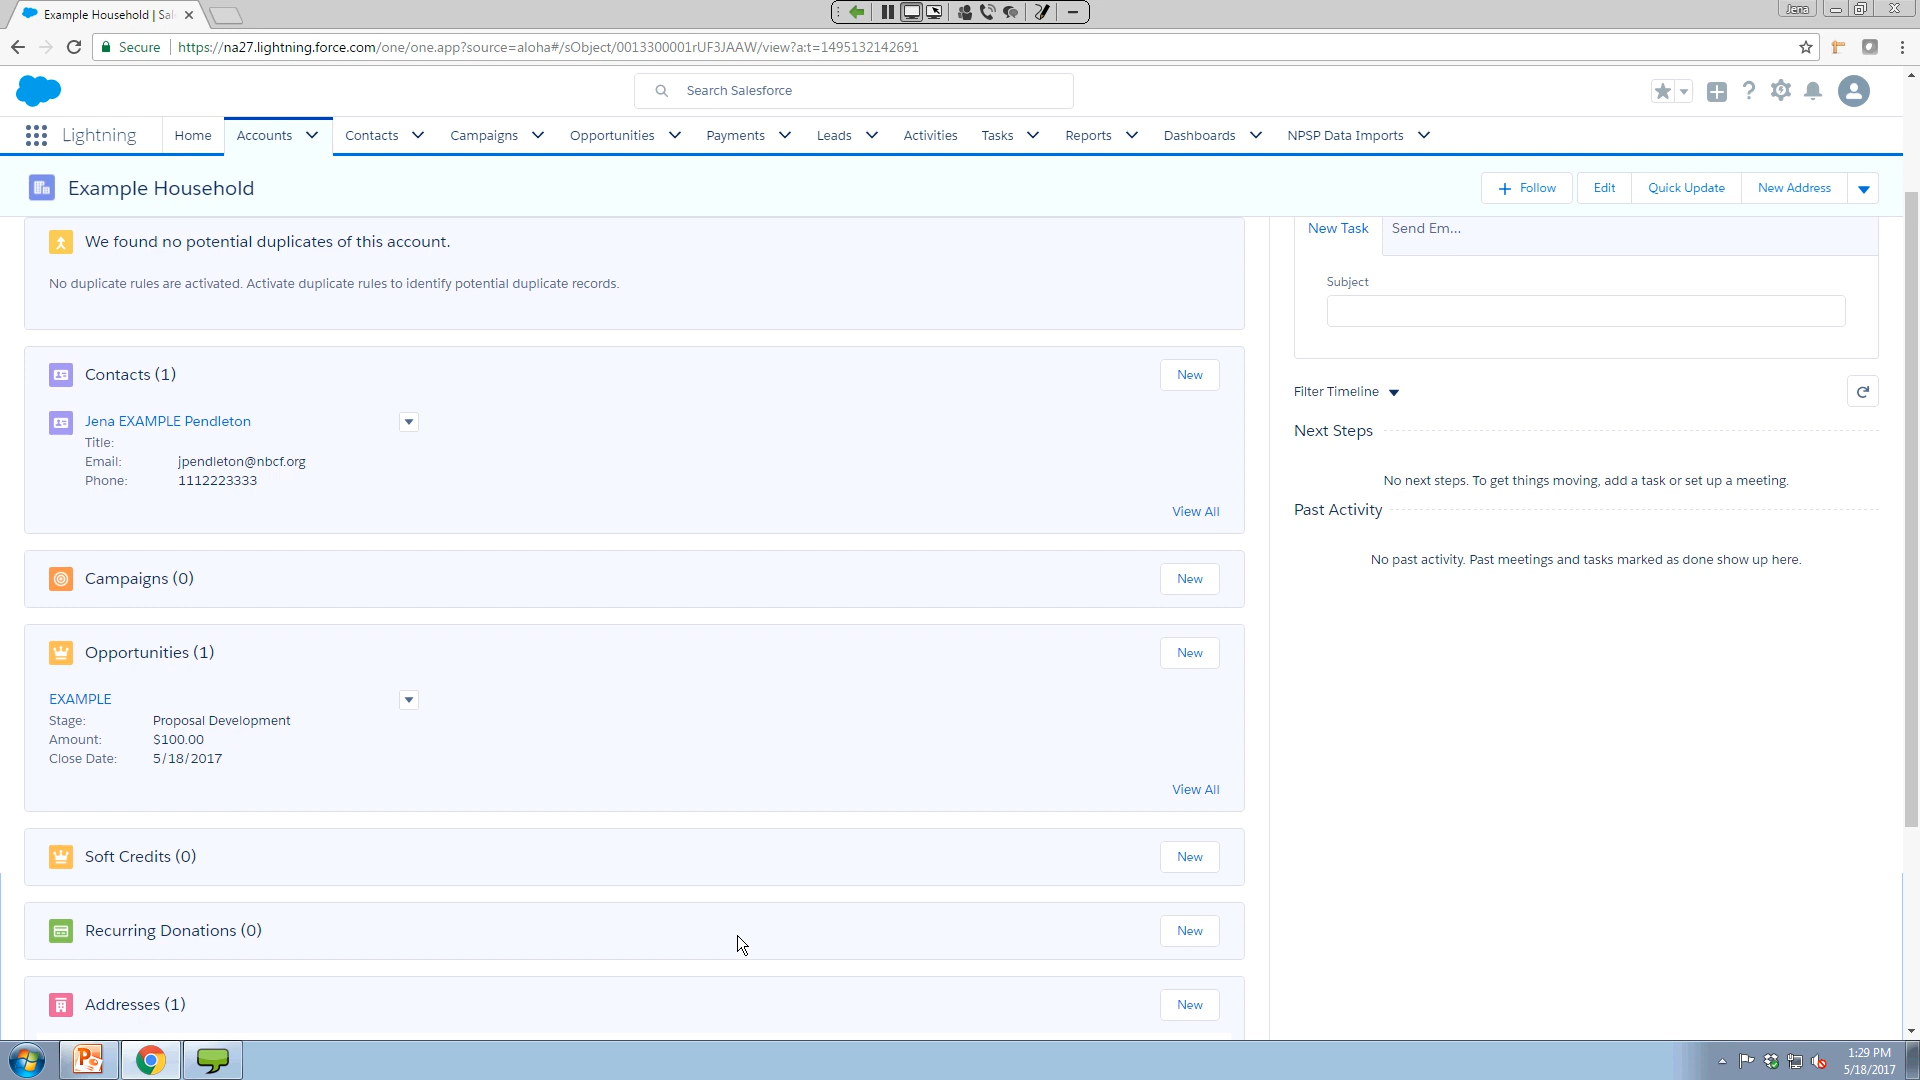 Example Household | Sal
Jena
Secure
https://na27.lightning.force.com/one/one.app?source=aloha#/sObject/0013300001rUF3JAAW/view?a:t=1495132142691
Search Salesforce
Lightning
Home
Accounts
Contacts
Campaigns
Opportunities
Payments
Leads
Activities
Tasks
Reports
Dashboards
NPSP Data Imports
Example Household
+ Follow
Edit
Quick Update
New Address
We found no potential duplicates of this account.
No duplicate rules are activated. Activate duplicate rules to identify potential duplicate records.
Contacts (1)
New
Jena EXAMPLE Pendleton
Title:
Email: jpendleton@nbcf.org
Phone: 1112223333
View All
Campaigns (0)
New
Opportunities (1)
New
EXAMPLE
Stage: Proposal Development
Amount: $100.00
Close Date: 5/18/2017
View All
Soft Credits (0)
New
Recurring Donations (0)
New
Addresses (1)
New
New Task
Send Em...
Subject
Filter Timeline
Next Steps
No next steps. To get things moving, add a task or set up a meeting.
Past Activity
No past activity. Past meetings and tasks marked as done show up here.
1:29 PM
5/18/2017